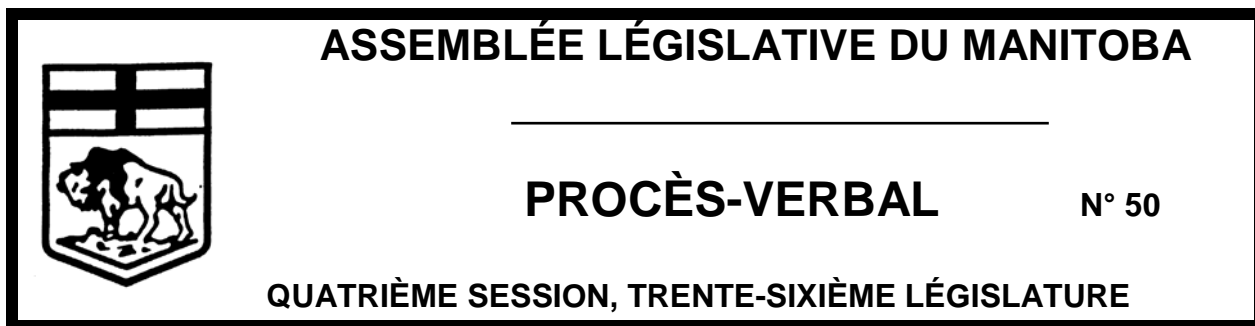 ASSEMBLÉE LÉGISLATIVE DU MANITOBA
PROCÈS-VERBAL N° 50
QUATRIÈME SESSION, TRENTE-SIXIÈME LÉGISLATURE